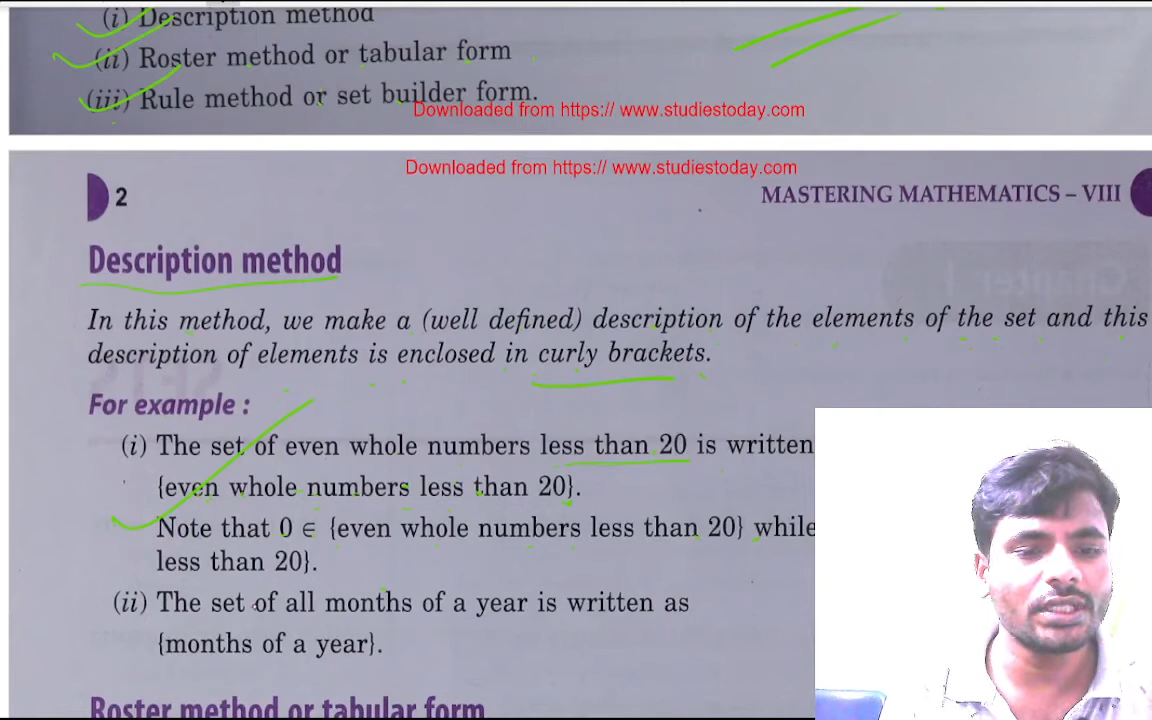 (i) Description method
(ii) Roster method or tabular form
(iii) Rule method or set builder form.
Downloaded from https:// www.studiestoday.com
Downloaded from https:// www.studiestoday.com
2
MASTERING MATHEMATICS – VIII
Description method
In this method, we make a (well defined) description of the elements of the set and this
description of elements is enclosed in curly brackets.
For example :
(i) The set of even whole numbers less than 20 is written
{even whole numbers less than 20}.
Note that 0 ∈ {even whole numbers less than 20} while
less than 20}.
(ii) The set of all months of a year is written as
{months of a year}.
Roster method or tabular form